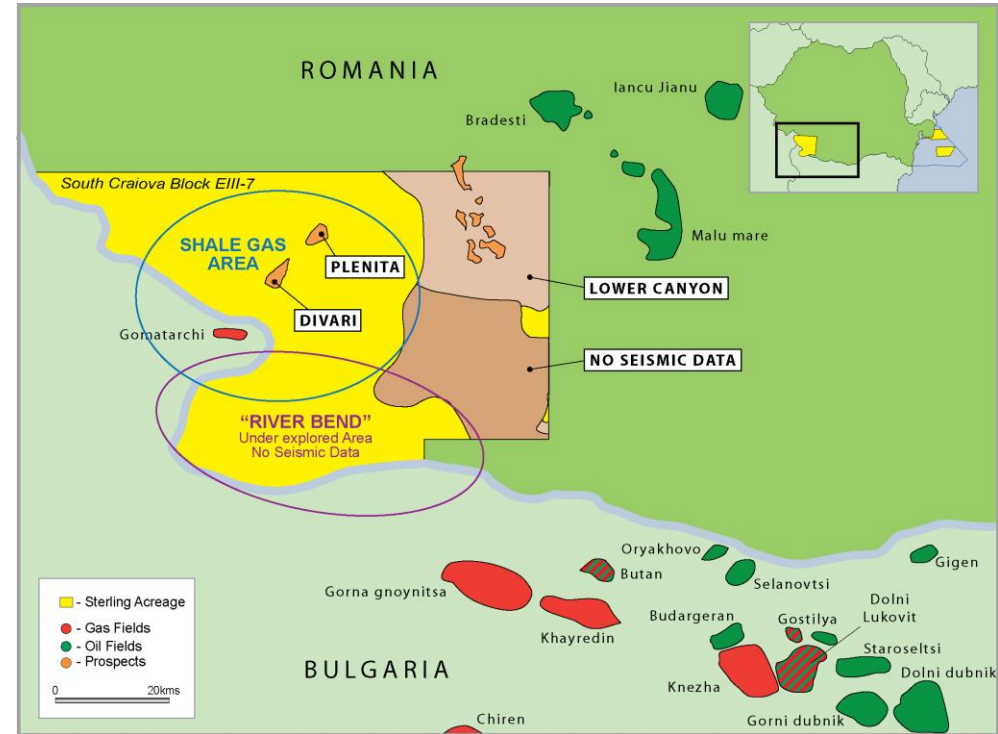 ROMANIA
Iancu Jianu
Bradesti
South Craiova Block EIII-7
SHALE GAS
AREA
PLENITA
Malu mare
LOWER CANYON
DIVARI
Gomatarchi
NO SEISMIC DATA
“RIVER BEND”
Under explored Area
No Seismic Data
Oryakhovo
Butan
Gigen
Selanovtsi
Gorna gnoynitsa
Dolni
Lukovit
Budargeran
Gostilya
Khayredin
Staroseltsi
BULGARIA
Dolni dubnik
Knezha
Gorni dubnik
Chiren
- Sterling Acreage
- Gas Fields
- Oil Fields
- Prospects
0 20kms